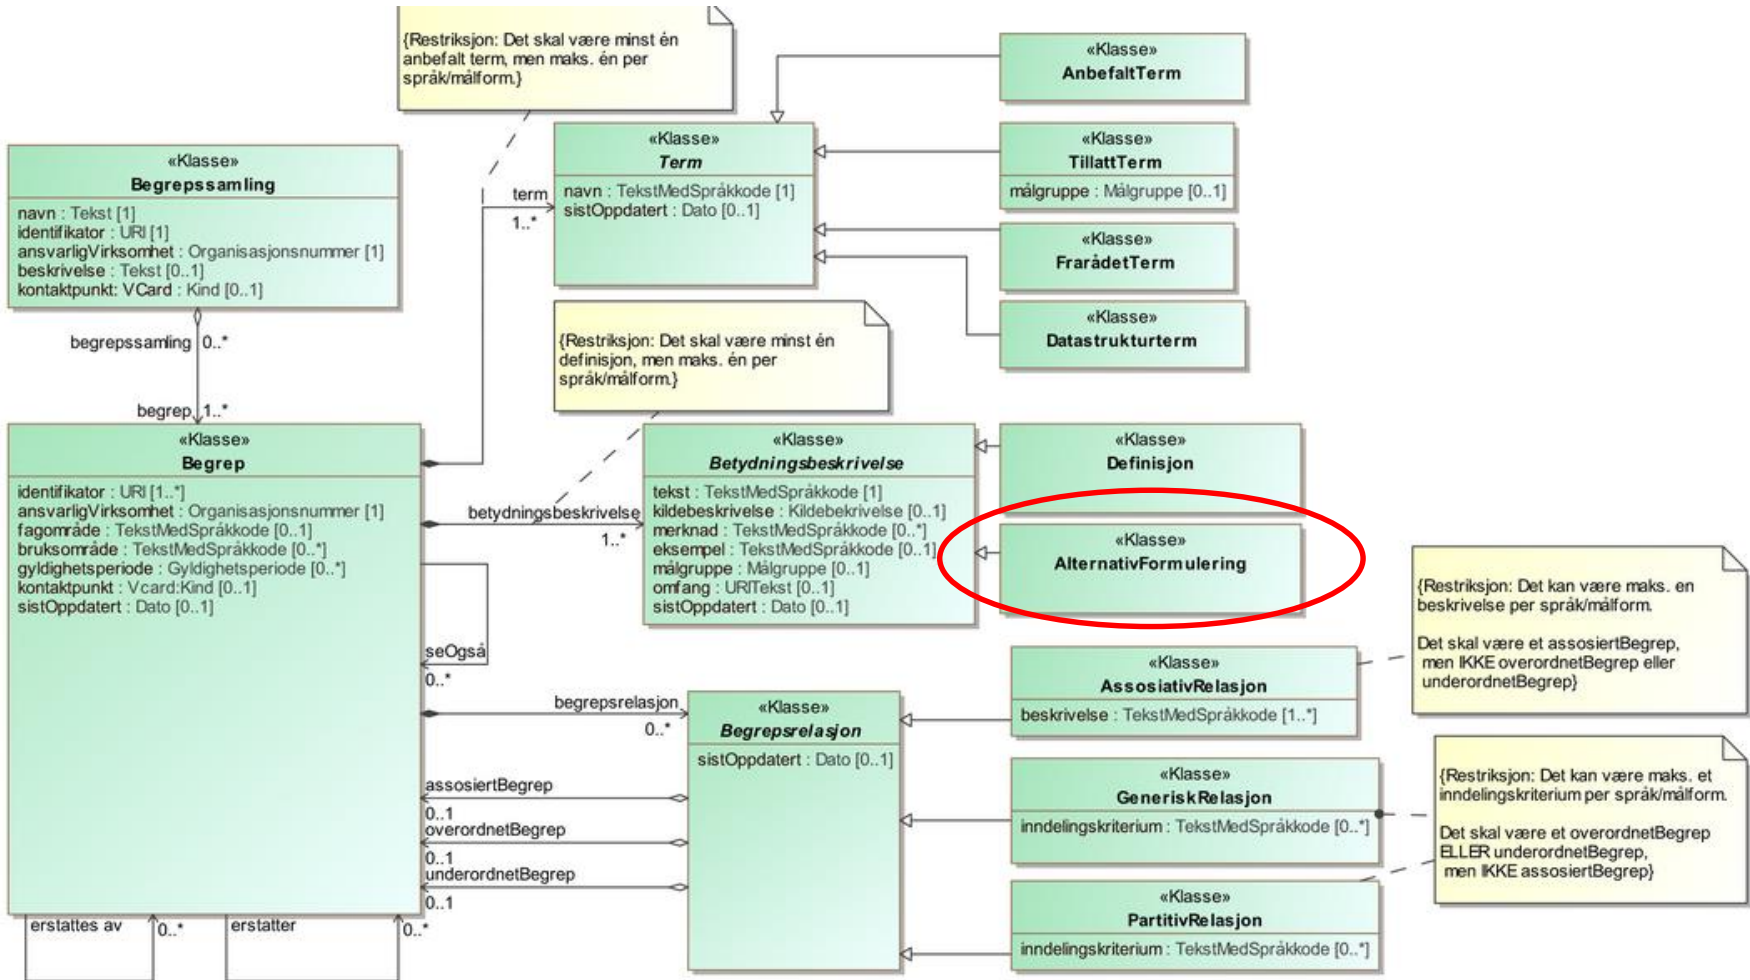 {Restriksjon: Det skal være minst én
anbefalt term, men maks. én per
språk/målform.}
«Klasse»
AnbefaltTerm
«Klasse»
Term
navn : TekstMedSpråkkode [1]
sistOppdatert : Dato [0..1]
«Klasse»
TillattTerm
målgruppe : Målgruppe [0..1]
«Klasse»
Begrepssamling
navn : Tekst [1]
identifikator : URI [1]
ansvarligVirksomhet : Organisasjonsnummer [1]
beskrivelse : Tekst [0..1]
kontaktpunkt: VCard : Kind [0..1]
term
1..*
«Klasse»
FrarådetTerm
«Klasse»
Datastrukturterm
begrepssamling
0..*
begrep
1..*
{Restriksjon: Det skal være minst én
definisjon, men maks. én per
språk/målform.}
«Klasse»
Begrep
identifikator : URI [1..*]
ansvarligVirksomhet : Organisasjonsnummer [1]
fagområde : TekstMedSpråkkode [0..1]
bruksområde : TekstMedSpråkkode [0..*]
gyldighetsperiode : Gyldighetsperiode [0..*]
kontaktpunkt : Vcard:Kind [0..1]
sistOppdatert : Dato [0..1]
betydningsbeskrivelse
1..*
«Klasse»
Betydningsbeskrivelse
tekst : TekstMedSpråkkode [1]
kildebeskrivelse : Kildebekrivelse [0..1]
merknad : TekstMedSpråkkode [0..*]
eksempel : TekstMedSpråkkode [0..1]
målgruppe : Målgruppe [0..1]
omfang : URITekst [0..1]
sistOppdatert : Dato [0..1]
«Klasse»
Definisjon
«Klasse»
AlternativFormulering
{Restriksjon: Det kan være maks. en
beskrivelse per språk/målform.
Det skal være et assosiertBegrep,
men IKKE overordnetBegrep eller
underordnetBegrep}
seOgså
0..*
begrepsrelasjon
0..*
«Klasse»
Begrepsrelasjon
sistOppdatert : Dato [0..1]
«Klasse»
AssosiativRelasjon
beskrivelse : TekstMedSpråkkode [1..*]
assosiertBegrep
0..1
overordnetBegrep
0..1
underordnetBegrep
0..1
«Klasse»
GeneriskRelasjon
inndelingskriterium : TekstMedSpråkkode [0..*]
{Restriksjon: Det kan være maks. et
inndelingskriterium per språk/målform.
Det skal være et overordnetBegrep
ELLER underordnetBegrep,
men IKKE assosiertBegrep}
«Klasse»
PartitivRelasjon
inndelingskriterium : TekstMedSpråkkode [0..*]
erstattes av
0..*
erstatter
0..*